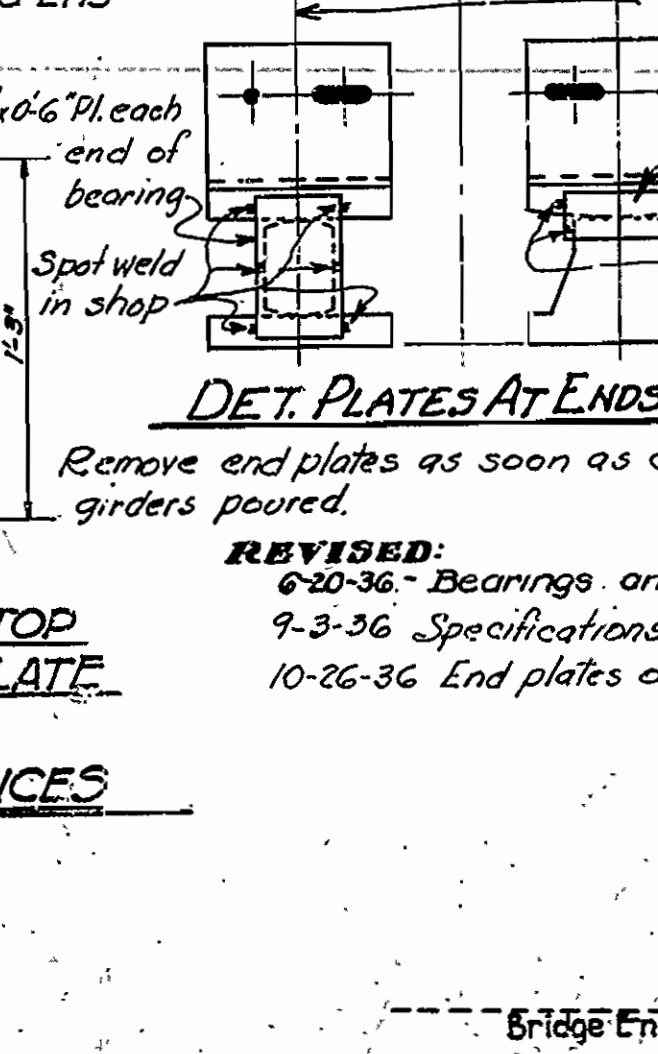 x0'-6" Pl. each
end of
bearing
Spot weld
in shop
1'-3"
DET. PLATES AT ENDS
Remove end plates as soon as
girders poured.
REVISED:
6-20-36.- Bearings an
9-3-36 Specifications
10-26-36 End plates
TOP
LATE
ICES
Bridge En